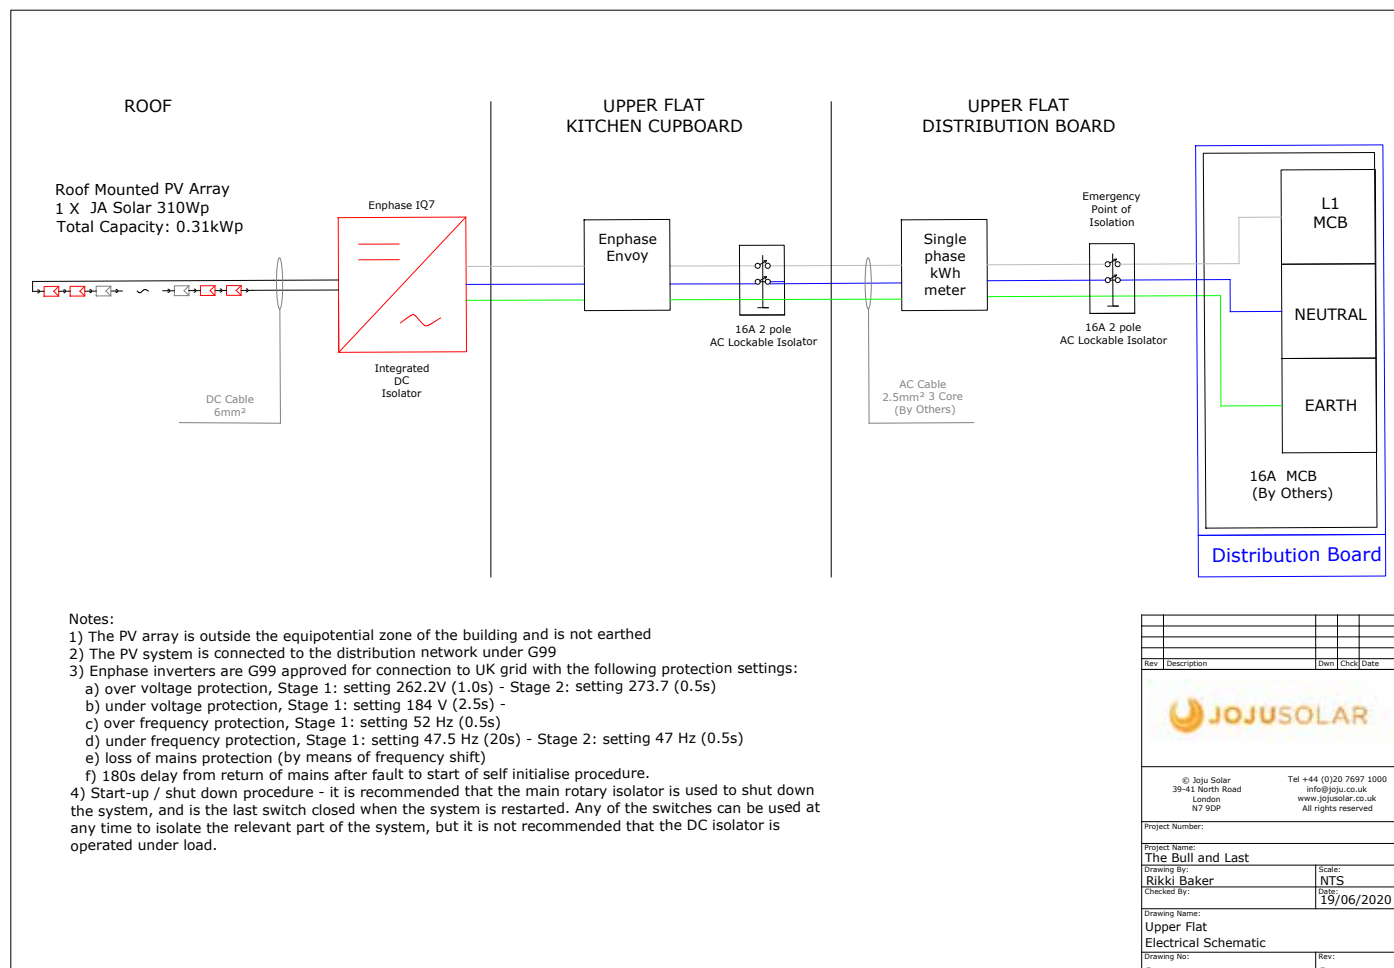 ROOF
UPPER FLAT
KITCHEN CUPBOARD
UPPER FLAT
DISTRIBUTION BOARD
Roof Mounted PV Array
1 X  JA Solar 310Wp
Total Capacity: 0.31kWp
Enphase IQ7
Integrated
DC
Isolator
DC Cable
6mm²
Enphase
Envoy
16A 2 pole
AC Lockable Isolator
AC Cable
2.5mm² 3 Core
(By Others)
Single
phase
kWh
meter
Emergency
Point of
Isolation
16A 2 pole
AC Lockable Isolator
L1
MCB
NEUTRAL
EARTH
16A  MCB
(By Others)
Distribution Board
Notes:
1) The PV array is outside the equipotential zone of the building and is not earthed
2) The PV system is connected to the distribution network under G99
3) Enphase inverters are G99 approved for connection to UK grid with the following protection settings:
a) over voltage protection, Stage 1: setting 262.2V (1.0s) - Stage 2: setting 273.7 (0.5s)
b) under voltage protection, Stage 1: setting 184 V (2.5s) -
c) over frequency protection, Stage 1: setting 52 Hz (0.5s)
d) under frequency protection, Stage 1: setting 47.5 Hz (20s) - Stage 2: setting 47 Hz (0.5s)
e) loss of mains protection (by means of frequency shift)
f) 180s delay from return of mains after fault to start of self initialise procedure.
4) Start-up / shut down procedure - it is recommended that the main rotary isolator is used to shut down
the system, and is the last switch closed when the system is restarted. Any of the switches can be used at
any time to isolate the relevant part of the system, but it is not recommended that the DC isolator is
operated under load.
Rev Description Dwn Chck Date
JOJUSOLAR
© Joju Solar
39-41 North Road
London
N7 9DP
Tel +44 (0)20 7697 1000
info@joju.co.uk
www.jojusolar.co.uk
All rights reserved
Project Number:
Project Name:
The Bull and Last
Drawing By:
Rikki Baker
Scale:
NTS
Checked By:
Date:
19/06/2020
Drawing Name:
Upper Flat
Electrical Schematic
Drawing No:
Rev: